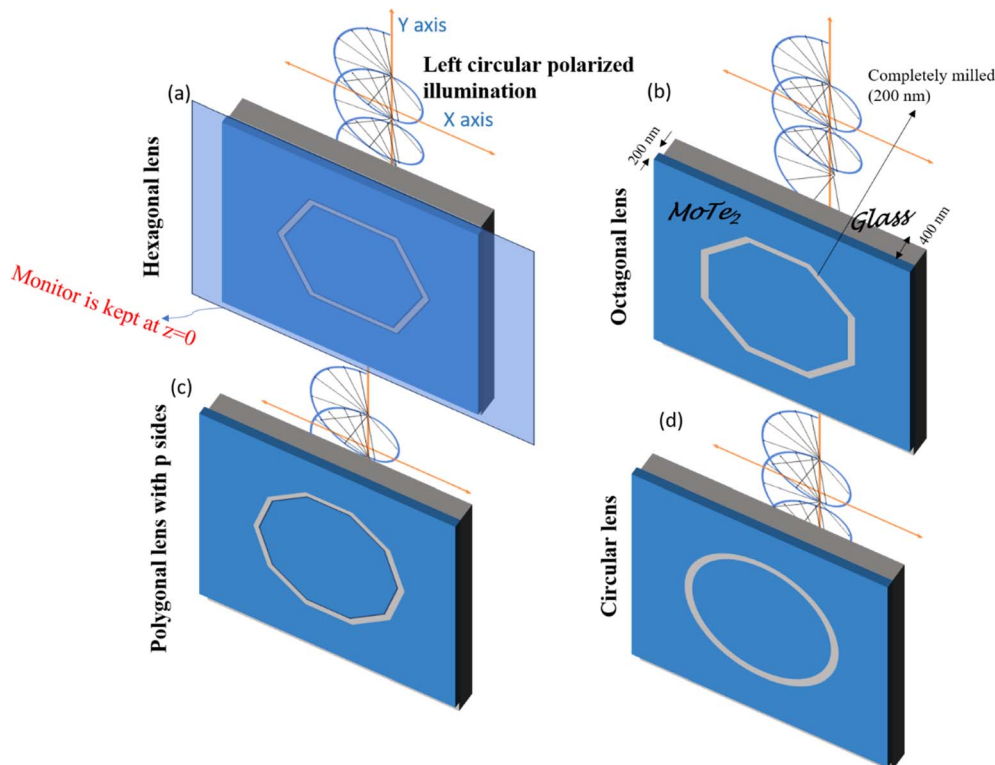 Y axis
Left circular polarized
illumination
X axis
(a)
Hexagonal lens
Monitor is kept at z=0
(b)
Completely milled
(200 nm)
200 nm
MoTe₂
Glass
400 nm
Octagonal lens
(c)
Polygonal lens with p sides
(d)
Circular lens